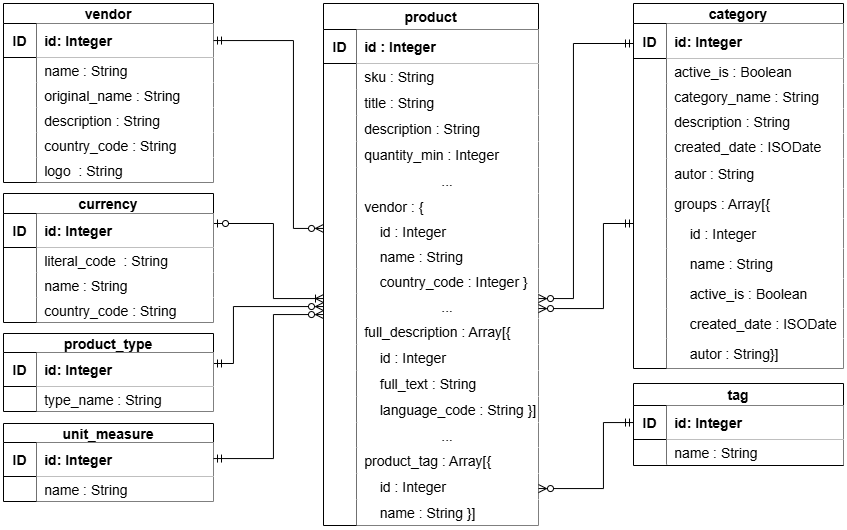 vendor
ID id: Integer
name : String
original_name : String
description : String
country_code : String
logo : String
currency
ID id: Integer
literal_code : String
name : String
country_code : String
product_type
ID id: Integer
type_name : String
unit_measure
ID id: Integer
name : String
product
ID id : Integer
sku : String
title : String
description : String
quantity_min : Integer
...
vendor : {
id : Integer
name : String
country_code : Integer }
...
full_description : Array[{
id : Integer
full_text : String
language_code : String }]
...
product_tag : Array[{
id : Integer
name : String }]
category
ID id: Integer
active_is : Boolean
category_name : String
description : String
created_date : ISODate
autor : String
groups : Array[{
id : Integer
name : String
active_is : Boolean
created_date : ISODate
autor : String}]
tag
ID id: Integer
name : String